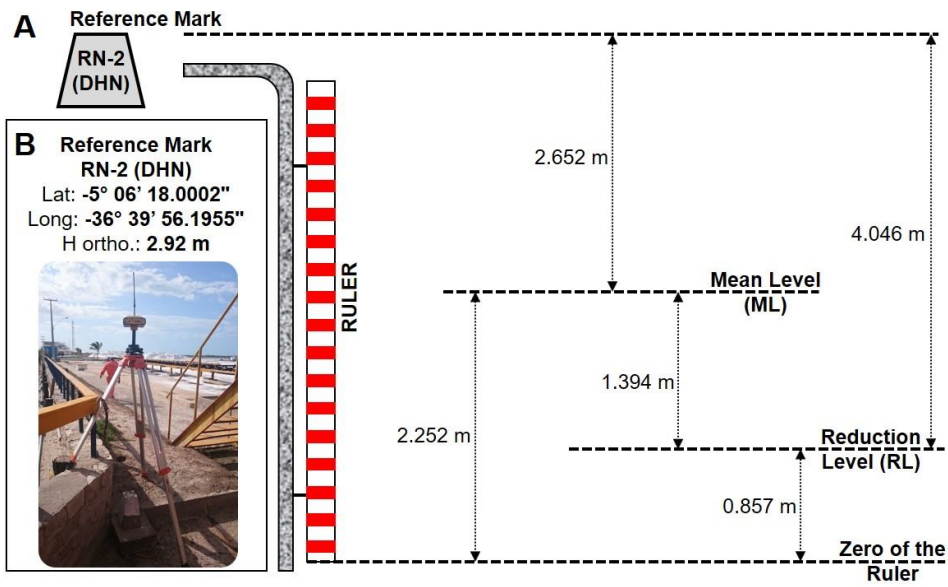 A
Reference Mark
RN-2
(DHN)
B
Reference Mark
RN-2 (DHN)
Lat: -5° 06’ 18.0002"
Long: -36° 39’ 56.1955"
H ortho.: 2.92 m
RULER
2.652 m
4.046 m
Mean Level
(ML)
1.394 m
2.252 m
Reduction
Level (RL)
0.857 m
Zero of the
Ruler